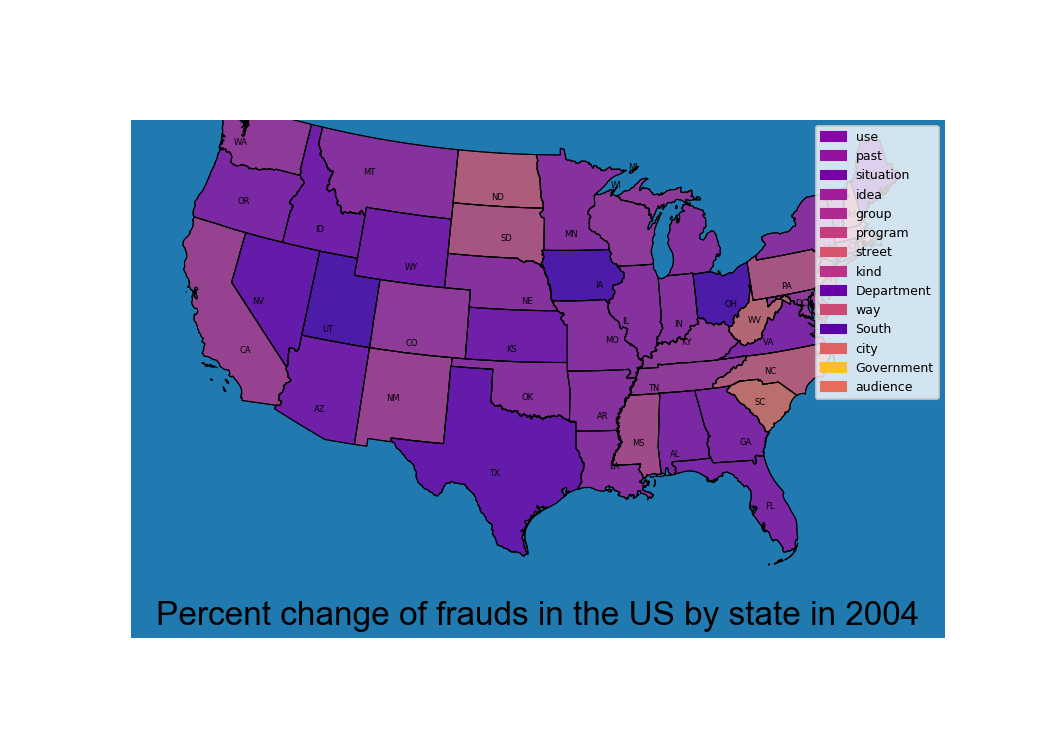 WA
MT
ND
MN
WI
MI
OR
ID
SD
WY
IA
NE
NV
UT
CO
KS
MO
IL
IN
OH
PA
WV
KY
VA
DC
CA
AZ
NM
OK
AR
TN
NC
SC
MS
AL
GA
TX
LA
FL
use
past
situation
idea
group
program
street
kind
Department
way
South
city
Government
audience
Percent change of frauds in the US by state in 2004